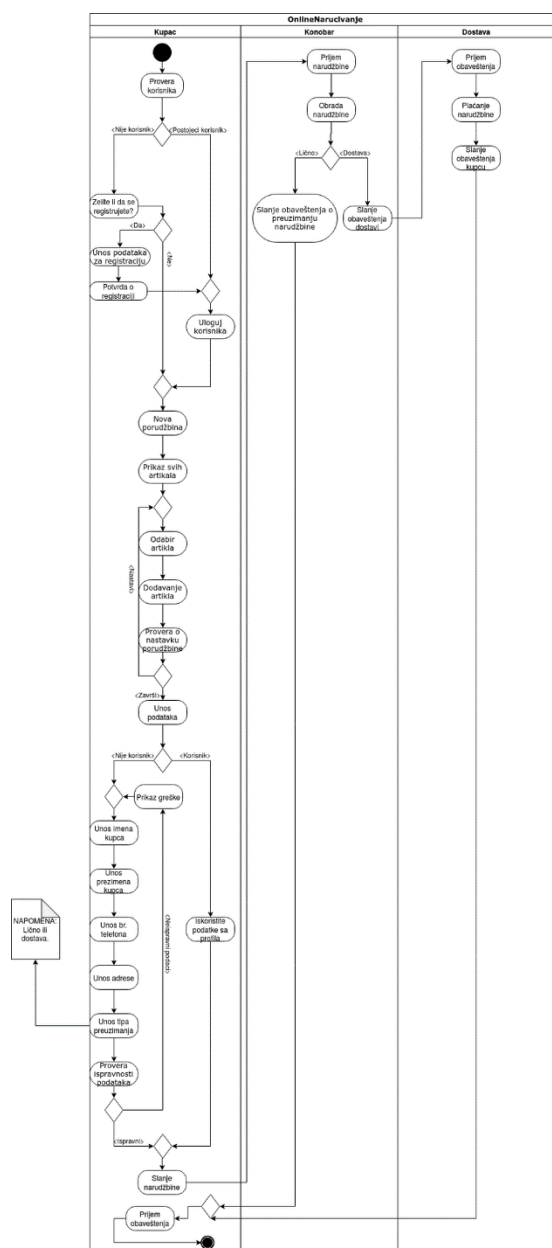 OnlineNarucivanje
Kupac
Konobar
Dostava
Provera
korisnika
<Nije korisnik>
<Postojeci korisnik>
Zelite li da se
registrujete?
<Da>
<Ne>
Unos podataka
za registraciju
Potvrda o
registraciji
Uloguj
korisnika
Nova
porudžbina
Prikaz svih
artikala
Odabir
artikla
<Nastavi>
Dodavanje
artikla
Provera o
nastavku
porudžbine
<Završi>
Unos
podataka
<Nije korisnik>
<Korisnik>
Prikaz greške
Unos imena
kupca
Unos
prezimena
kupca
<Neispravni podaci>
Unos br.
telefona
Iskoristite
podatke sa
profila
NAPOMENA:
Lično ili
dostava.
Unos adrese
Unos tipa
preuzimanja
Provera
ispravnosti
podataka
<Ispravni>
Slanje
narudžbine
Prijem
obaveštenja
Prijem
narudžbine
Obrada
narudžbine
<Lično>
<Dostava>
Slanje obaveštenja o
preuzimanju
narudžbine
Slanje
obaveštenja
dostavi
Prijem
obaveštenja
Plaćanje
narudžbine
Slanje
obaveštenja
kupcu